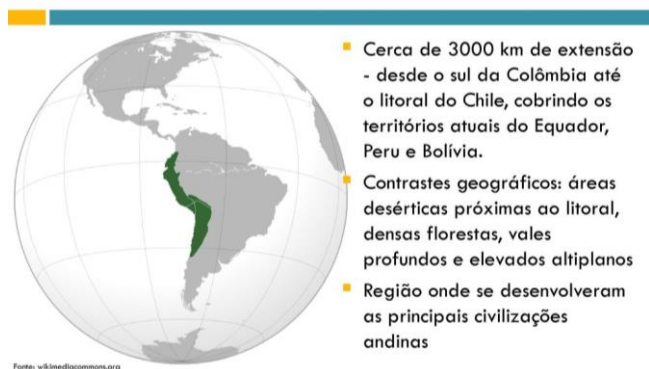 Cerca de 3000 km de extensão
- desde o sul da Colômbia até
o litoral do Chile, cobrindo os
territórios atuais do Equador,
Peru e Bolívia.
Contrastes geográficos: áreas
desérticas próximas ao litoral,
densas florestas, vales
profundos e elevados altiplanos
Região onde se desenvolveram
as principais civilizações
andinas
Fonte: wikimediacommons.org